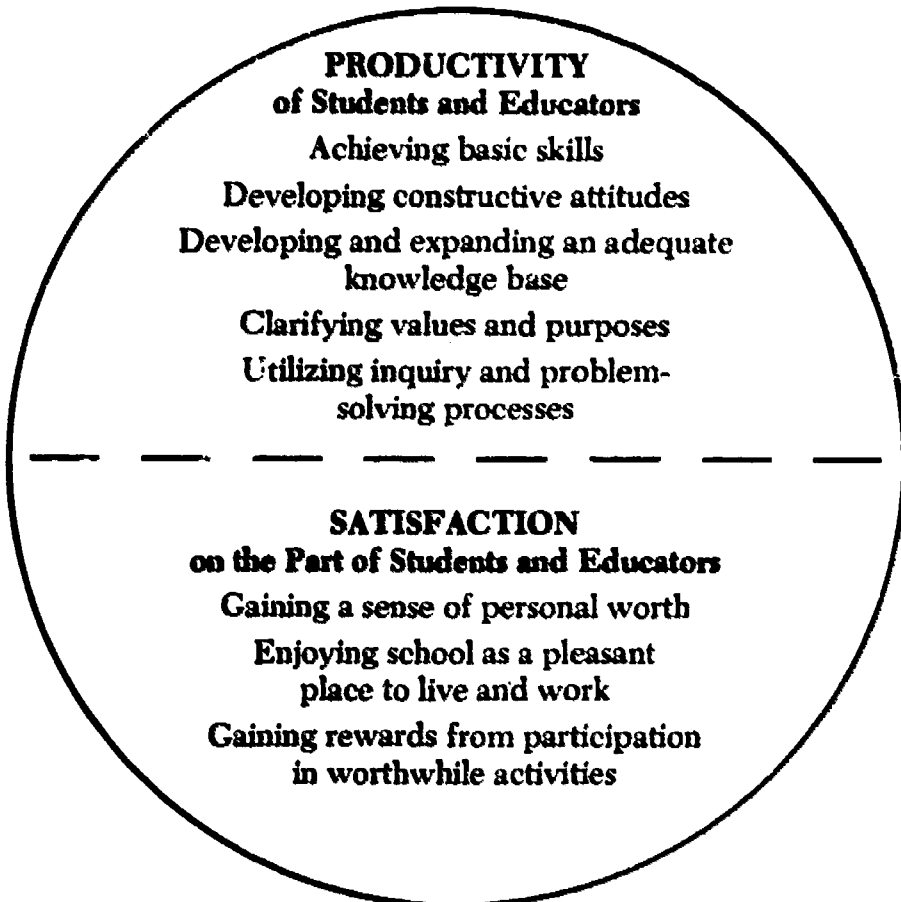 PRODUCTIVITY
of Students and Educators
Achieving basic skills
Developing constructive attitudes
Developing and expanding an adequate
knowledge base
Clarifying values and purposes
Utilizing inquiry and problem-
solving processes
SATISFACTION
on the Part of Students and Educators
Gaining a sense of personal worth
Enjoying school as a pleasant
place to live and work
Gaining rewards from participation
in worthwhile activities